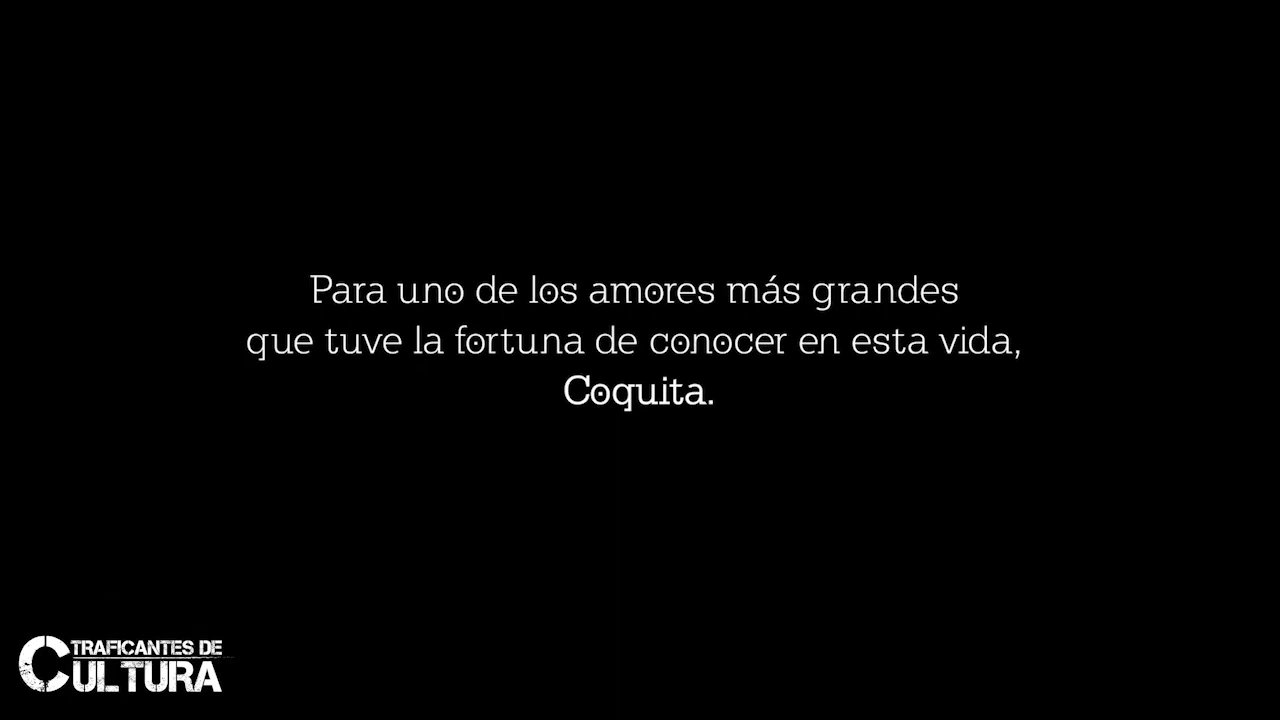 Para uno de los amores más grandes
que tuve la fortuna de conocer en esta vida,
Coquita.
TRAFICANTES DE
CULTURA